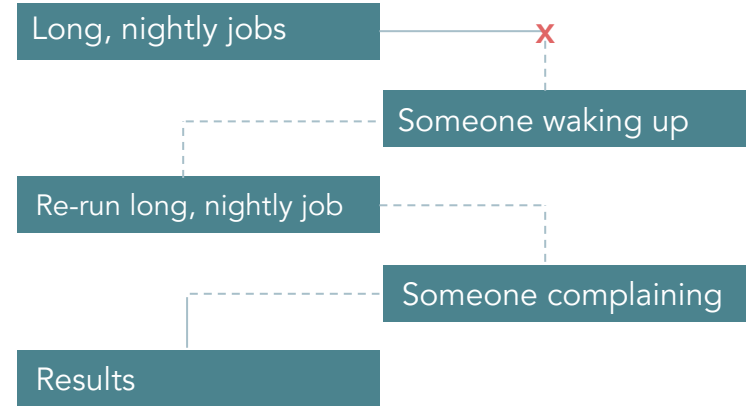 Long, nightly jobs
x
Someone waking up
Re-run long, nightly job
Someone complaining
Results